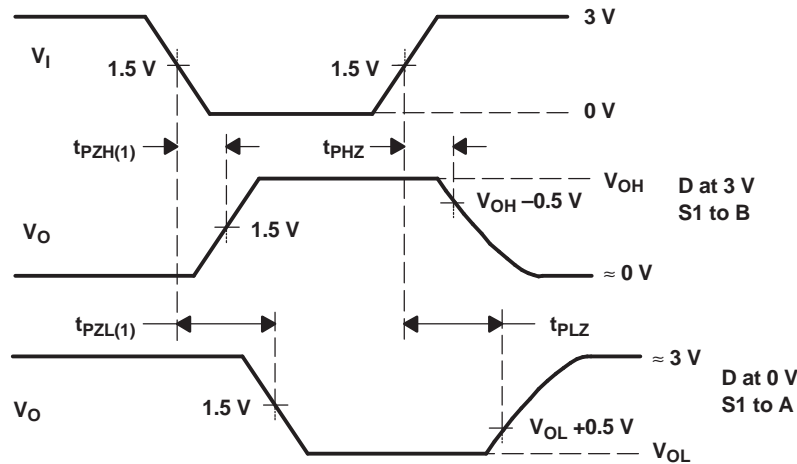 3 V
V_I
1.5 V
1.5 V
0 V
t_PZH(1)
t_PHZ
V_OH
D at 3 V
S1 to B
V_OH –0.5 V
V_O
1.5 V
≈ 0 V
t_PZL(1)
t_PLZ
≈ 3 V
D at 0 V
S1 to A
V_O
1.5 V
V_OL +0.5 V
V_OL